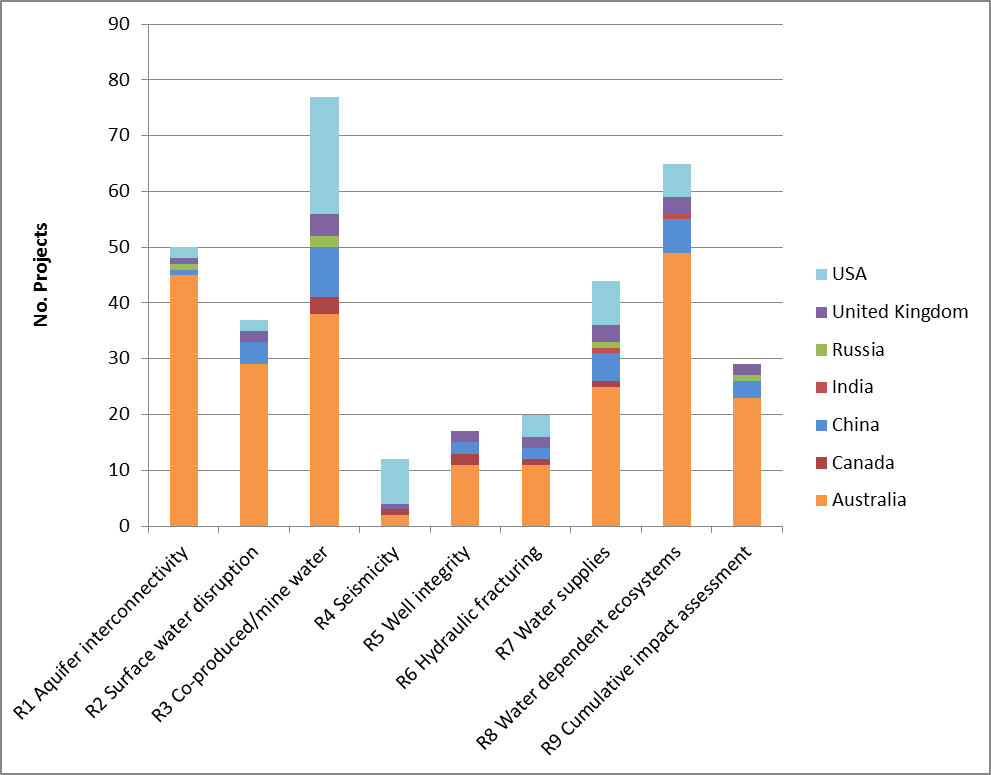 90
80
70
60
50
40
30
20
10
0
No. Projects
R1 Aquifer interconnectivity
R2 Surface water disruption
R3 Co-produced/mine water
R4 Seismicity
R5 Well integrity
R6 Hydraulic fracturing
R7 Water supplies
R8 Water dependent ecosystems
R9 Cumulative impact assessment
USA
United Kingdom
Russia
India
China
Canada
Australia